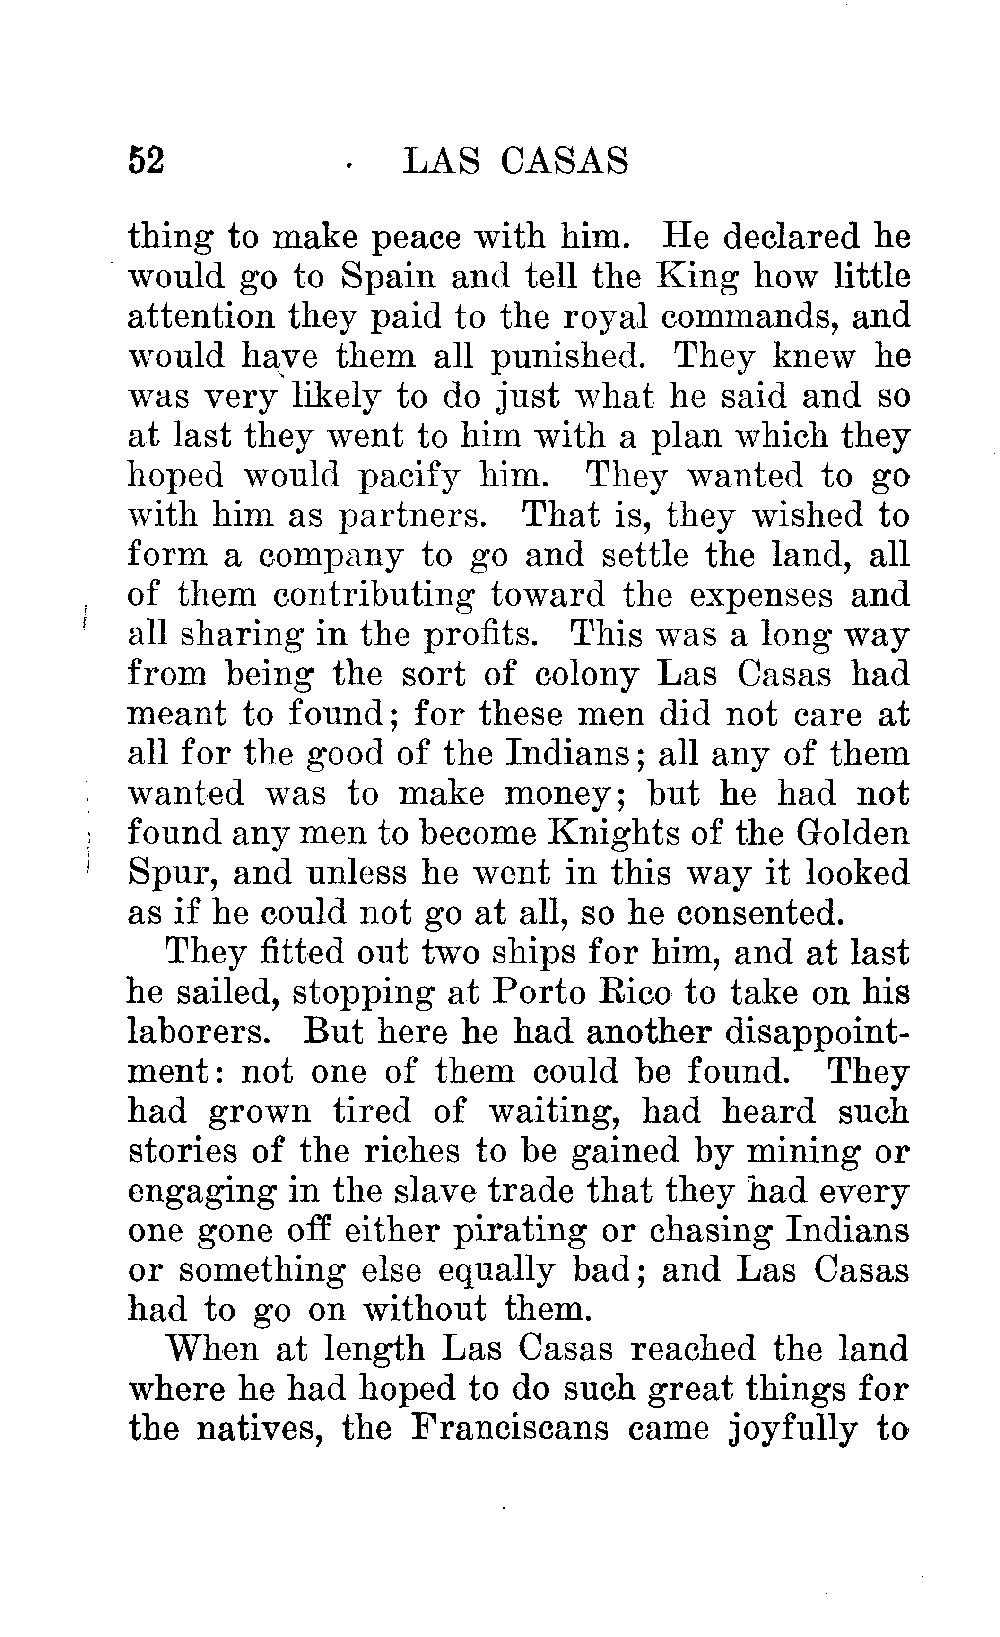 52 LAS CASAS
thing to make peace with him. He declared he
would go to Spain and tell the King how little
attention they paid to the royal commands, and
would have them all punished. They knew he
was very likely to do just what he said and so
at last they went to him with a plan which they
hoped would pacify him. They wanted to go
with him as partners. That is, they wished to
form a company to go and settle the land, all
of them contributing toward the expenses and
all sharing in the profits. This was a long way
from being the sort of colony Las Casas had
meant to found; for these men did not care at
all for the good of the Indians; all any of them
wanted was to make money; but he had not
found any men to become Knights of the Golden
Spur, and unless he went in this way it looked
as if he could not go at all, so he consented.
They fitted out two ships for him, and at last
he sailed, stopping at Porto Rico to take on his
laborers. But here he had another disappoint-
ment: not one of them could be found. They
had grown tired of waiting, had heard such
stories of the riches to be gained by mining or
engaging in the slave trade that they had every
one gone off either pirating or chasing Indians
or something else equally bad; and Las Casas
had to go on without them.
When at length Las Casas reached the land
where he had hoped to do such great things for
the natives, the Franciscans came joyfully to